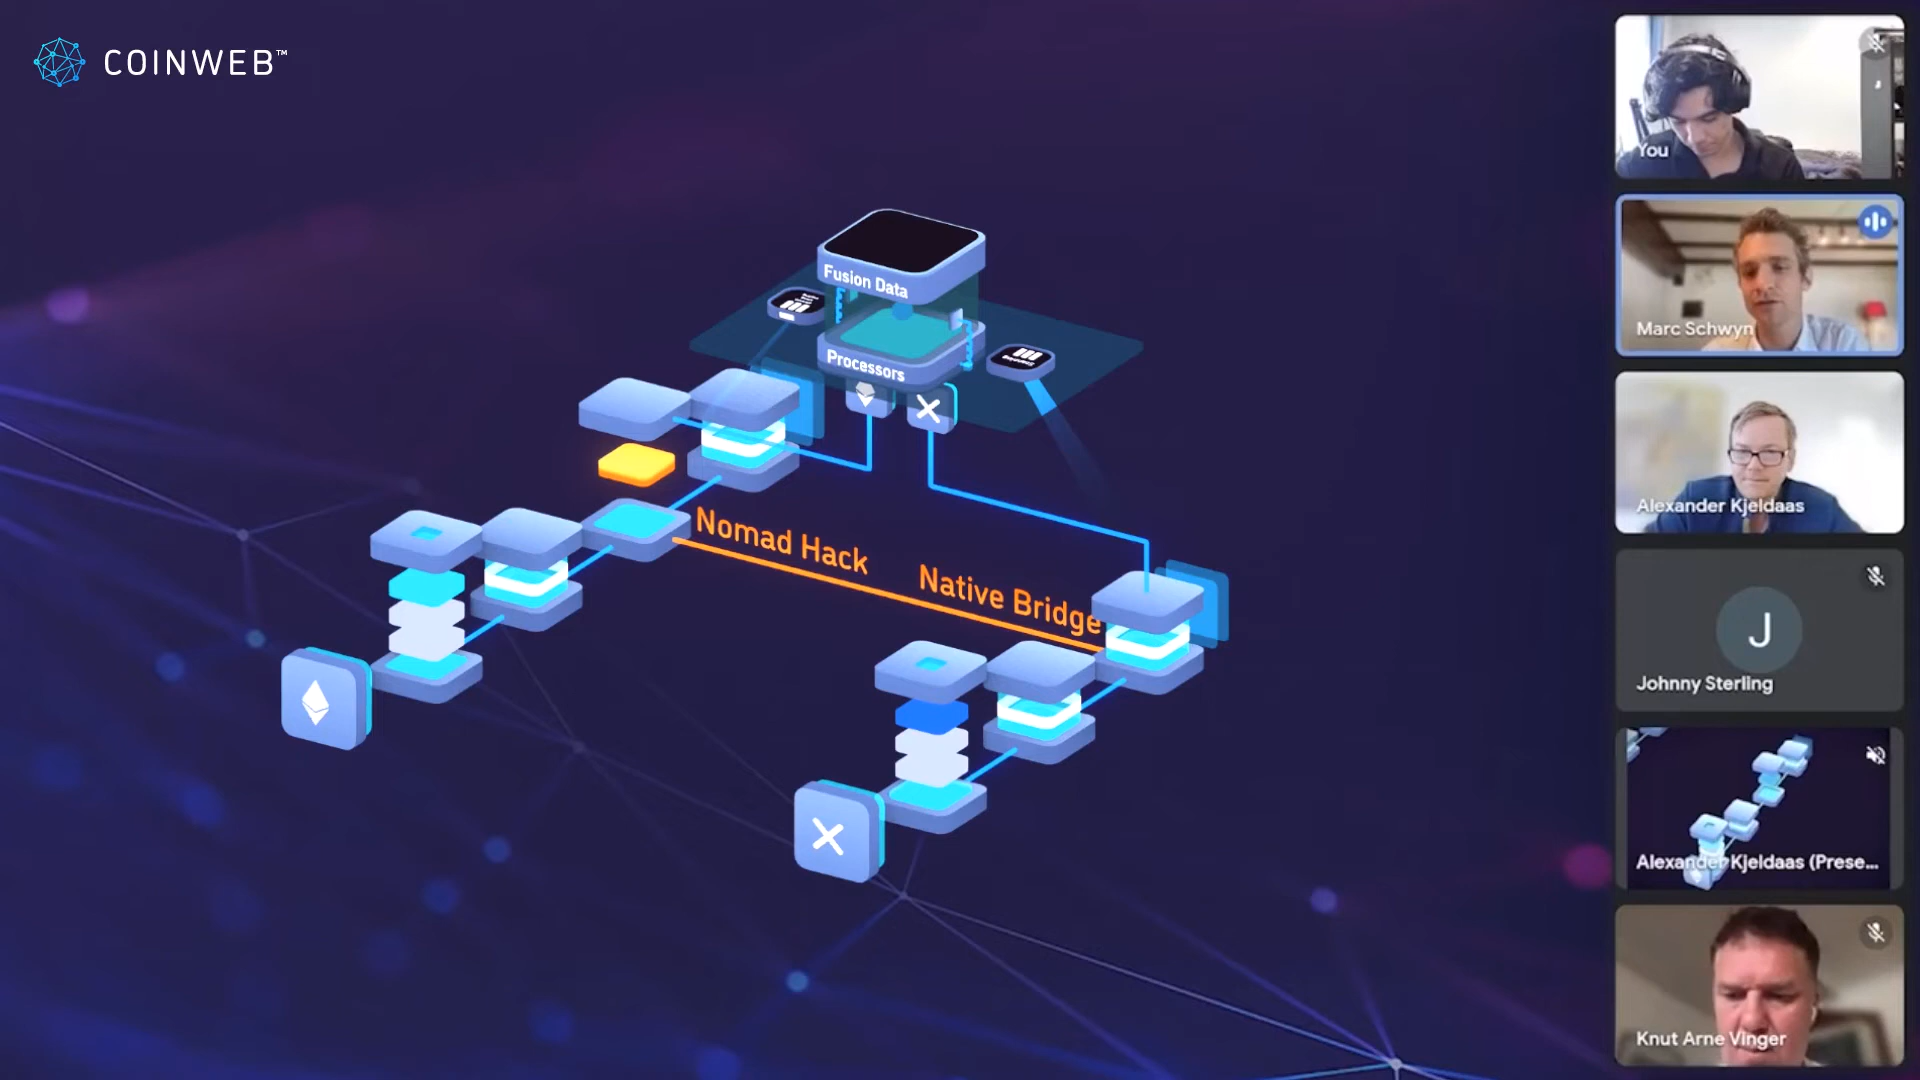 COINWEB™
Fusion Data
Processors
Nomad Hack
Native Bridge
You
Marc Schwyn
Alexander Kjeldaas
J
Johnny Sterling
Alexander Kjeldaas (Prese...
Knut Arne Vinger